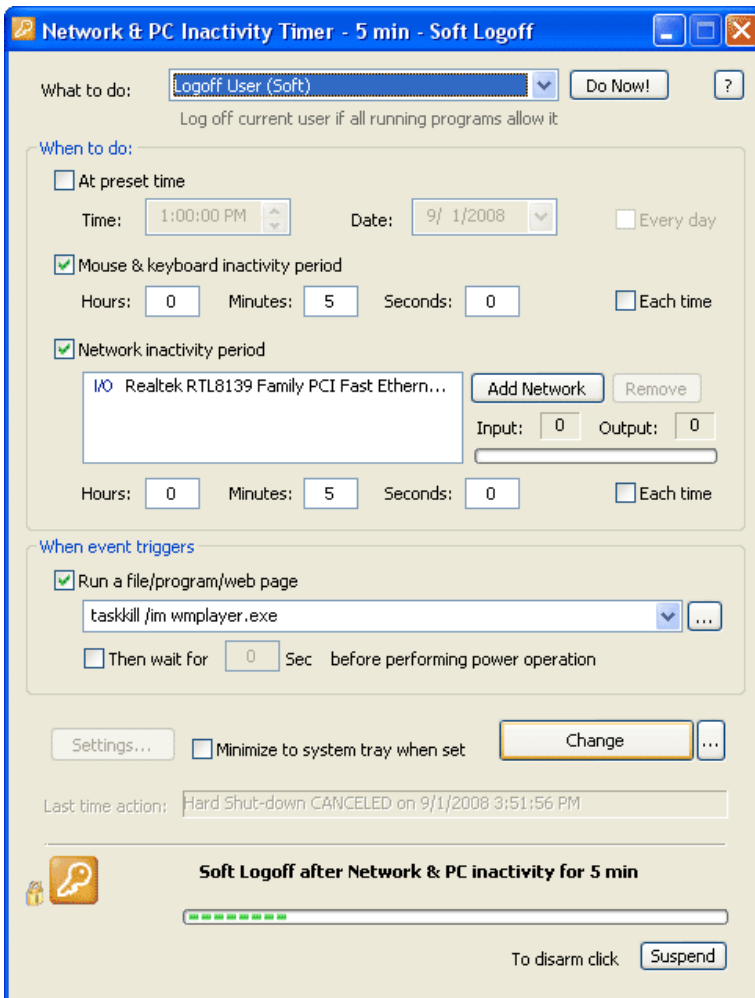 Network & PC Inactivity Timer - 5 min - Soft Logoff
What to do: Logoff User (Soft) Do Now! ?
Log off current user if all running programs allow it
When to do:
At preset time
Time: 1:00:00 PM Date: 9/ 1/2008 Every day
Mouse & keyboard inactivity period
Hours: 0 Minutes: 5 Seconds: 0 Each time
Network inactivity period
I/O Realtek RTL8139 Family PCI Fast Ethern... Add Network Remove
Input: 0 Output: 0
Hours: 0 Minutes: 5 Seconds: 0 Each time
When event triggers
Run a file/program/web page
taskkill /im wmplayer.exe ...
Then wait for 0 Sec before performing power operation
Settings... Minimize to system tray when set Change ...
Last time action: Hard Shut-down CANCELED on 9/1/2008 3:51:56 PM
Soft Logoff after Network & PC inactivity for 5 min
To disarm click Suspend